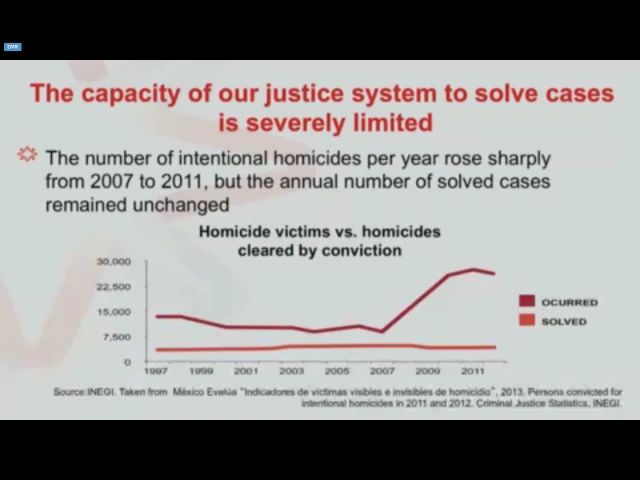 DVR
The capacity of our justice system to solve cases
is severely limited
The number of intentional homicides per year rose sharply
from 2007 to 2011, but the annual number of solved cases
remained unchanged
Homicide victims vs. homicides
cleared by conviction
30,000
22,500
15,000
7,500
0
1997 1999 2001 2003 2005 2007 2009 2011
OCURRED
SOLVED
Source:INEGI. Taken from México Evalúa "Indicadores de víctimas visibles e invisibles de homicidio", 2013. Persons convicted for
intentional homicides in 2011 and 2012, Criminal Justice Statistics, INEGI.